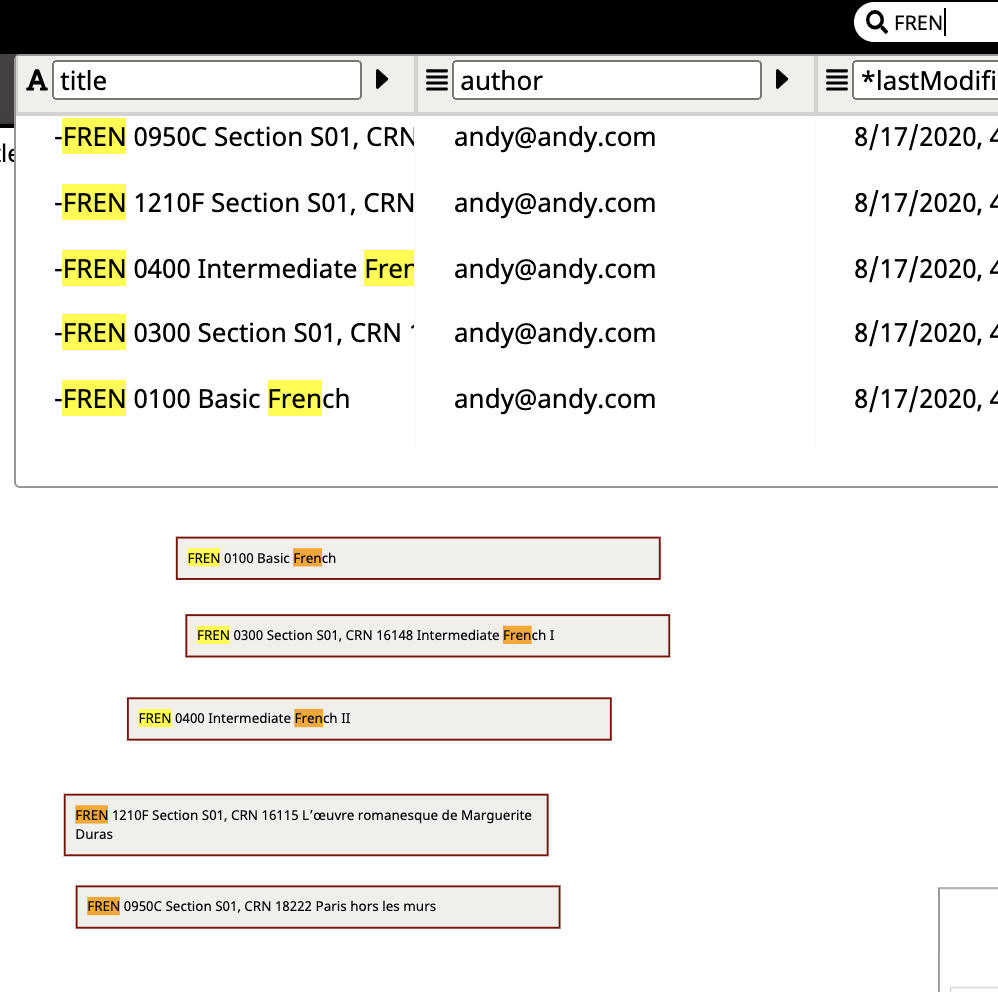 FREN
A title author *lastModifi
-FREN 0950C Section S01, CRN andy@andy.com 8/17/2020, 4
-FREN 1210F Section S01, CRN andy@andy.com 8/17/2020, 4
-FREN 0400 Intermediate Fren andy@andy.com 8/17/2020, 4
-FREN 0300 Section S01, CRN andy@andy.com 8/17/2020, 4
-FREN 0100 Basic French andy@andy.com 8/17/2020, 4
FREN 0100 Basic French
FREN 0300 Section S01, CRN 16148 Intermediate French I
FREN 0400 Intermediate French II
FREN 1210F Section S01, CRN 16115 L’œuvre romanesque de Marguerite
Duras
FREN 0950C Section S01, CRN 18222 Paris hors les murs